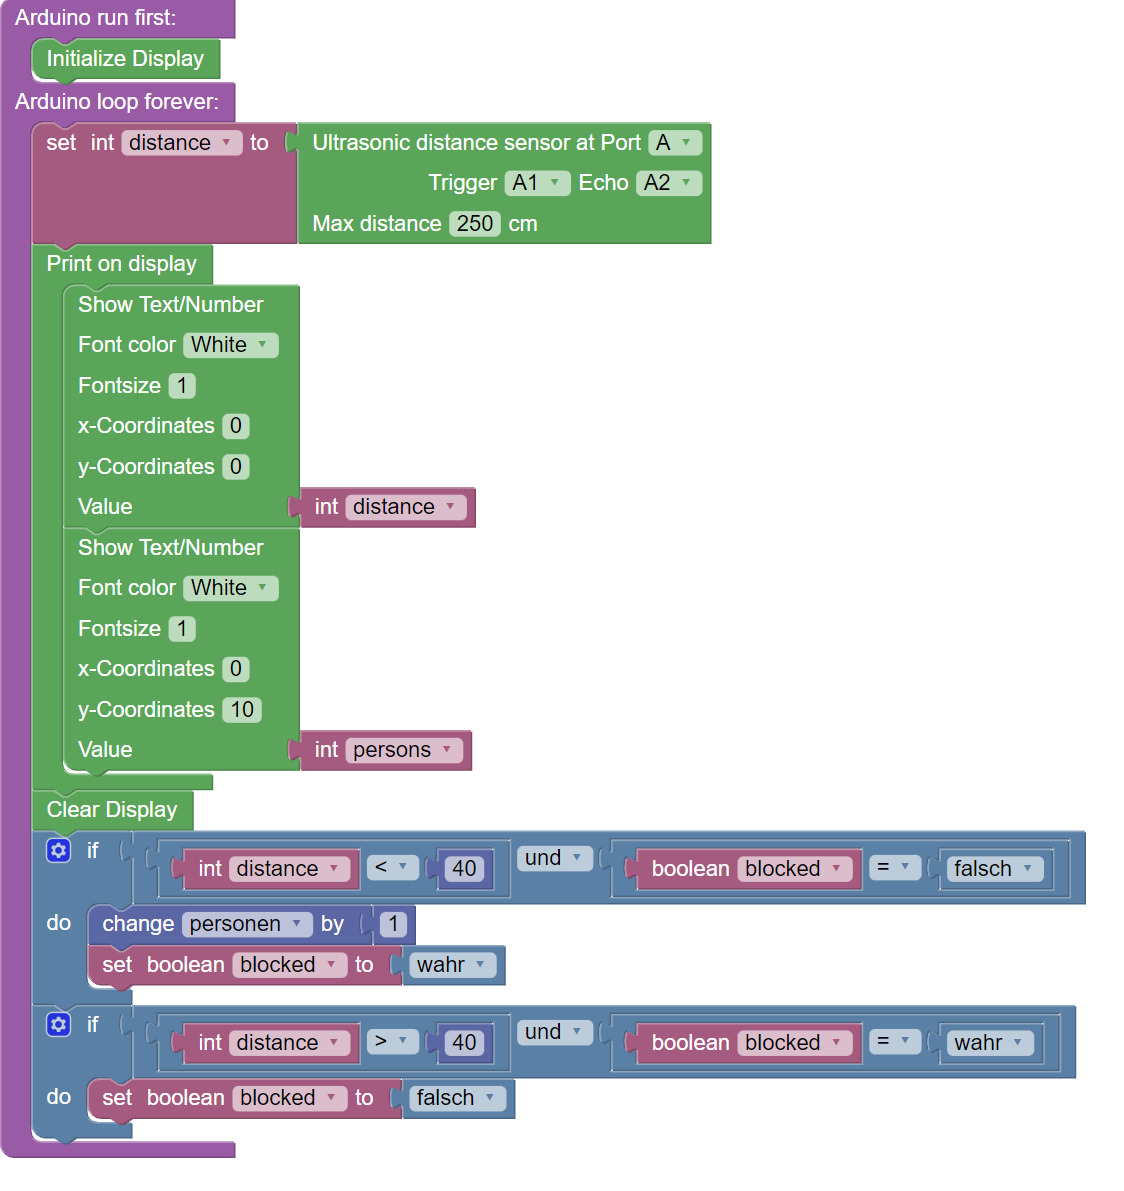 Arduino run first:
Initialize Display
Arduino loop forever:
set int distance to Ultrasonic distance sensor at Port A
Trigger A1 Echo A2
Max distance 250 cm
Print on display
Show Text/Number
Font color White
Fontsize 1
x-Coordinates 0
y-Coordinates 0
Value int distance
Show Text/Number
Font color White
Fontsize 1
x-Coordinates 0
y-Coordinates 10
Value int persons
Clear Display
if int distance < 40 und boolean blocked = falsch
do change personen by 1
set boolean blocked to wahr
if int distance > 40 und boolean blocked = wahr
do set boolean blocked to falsch